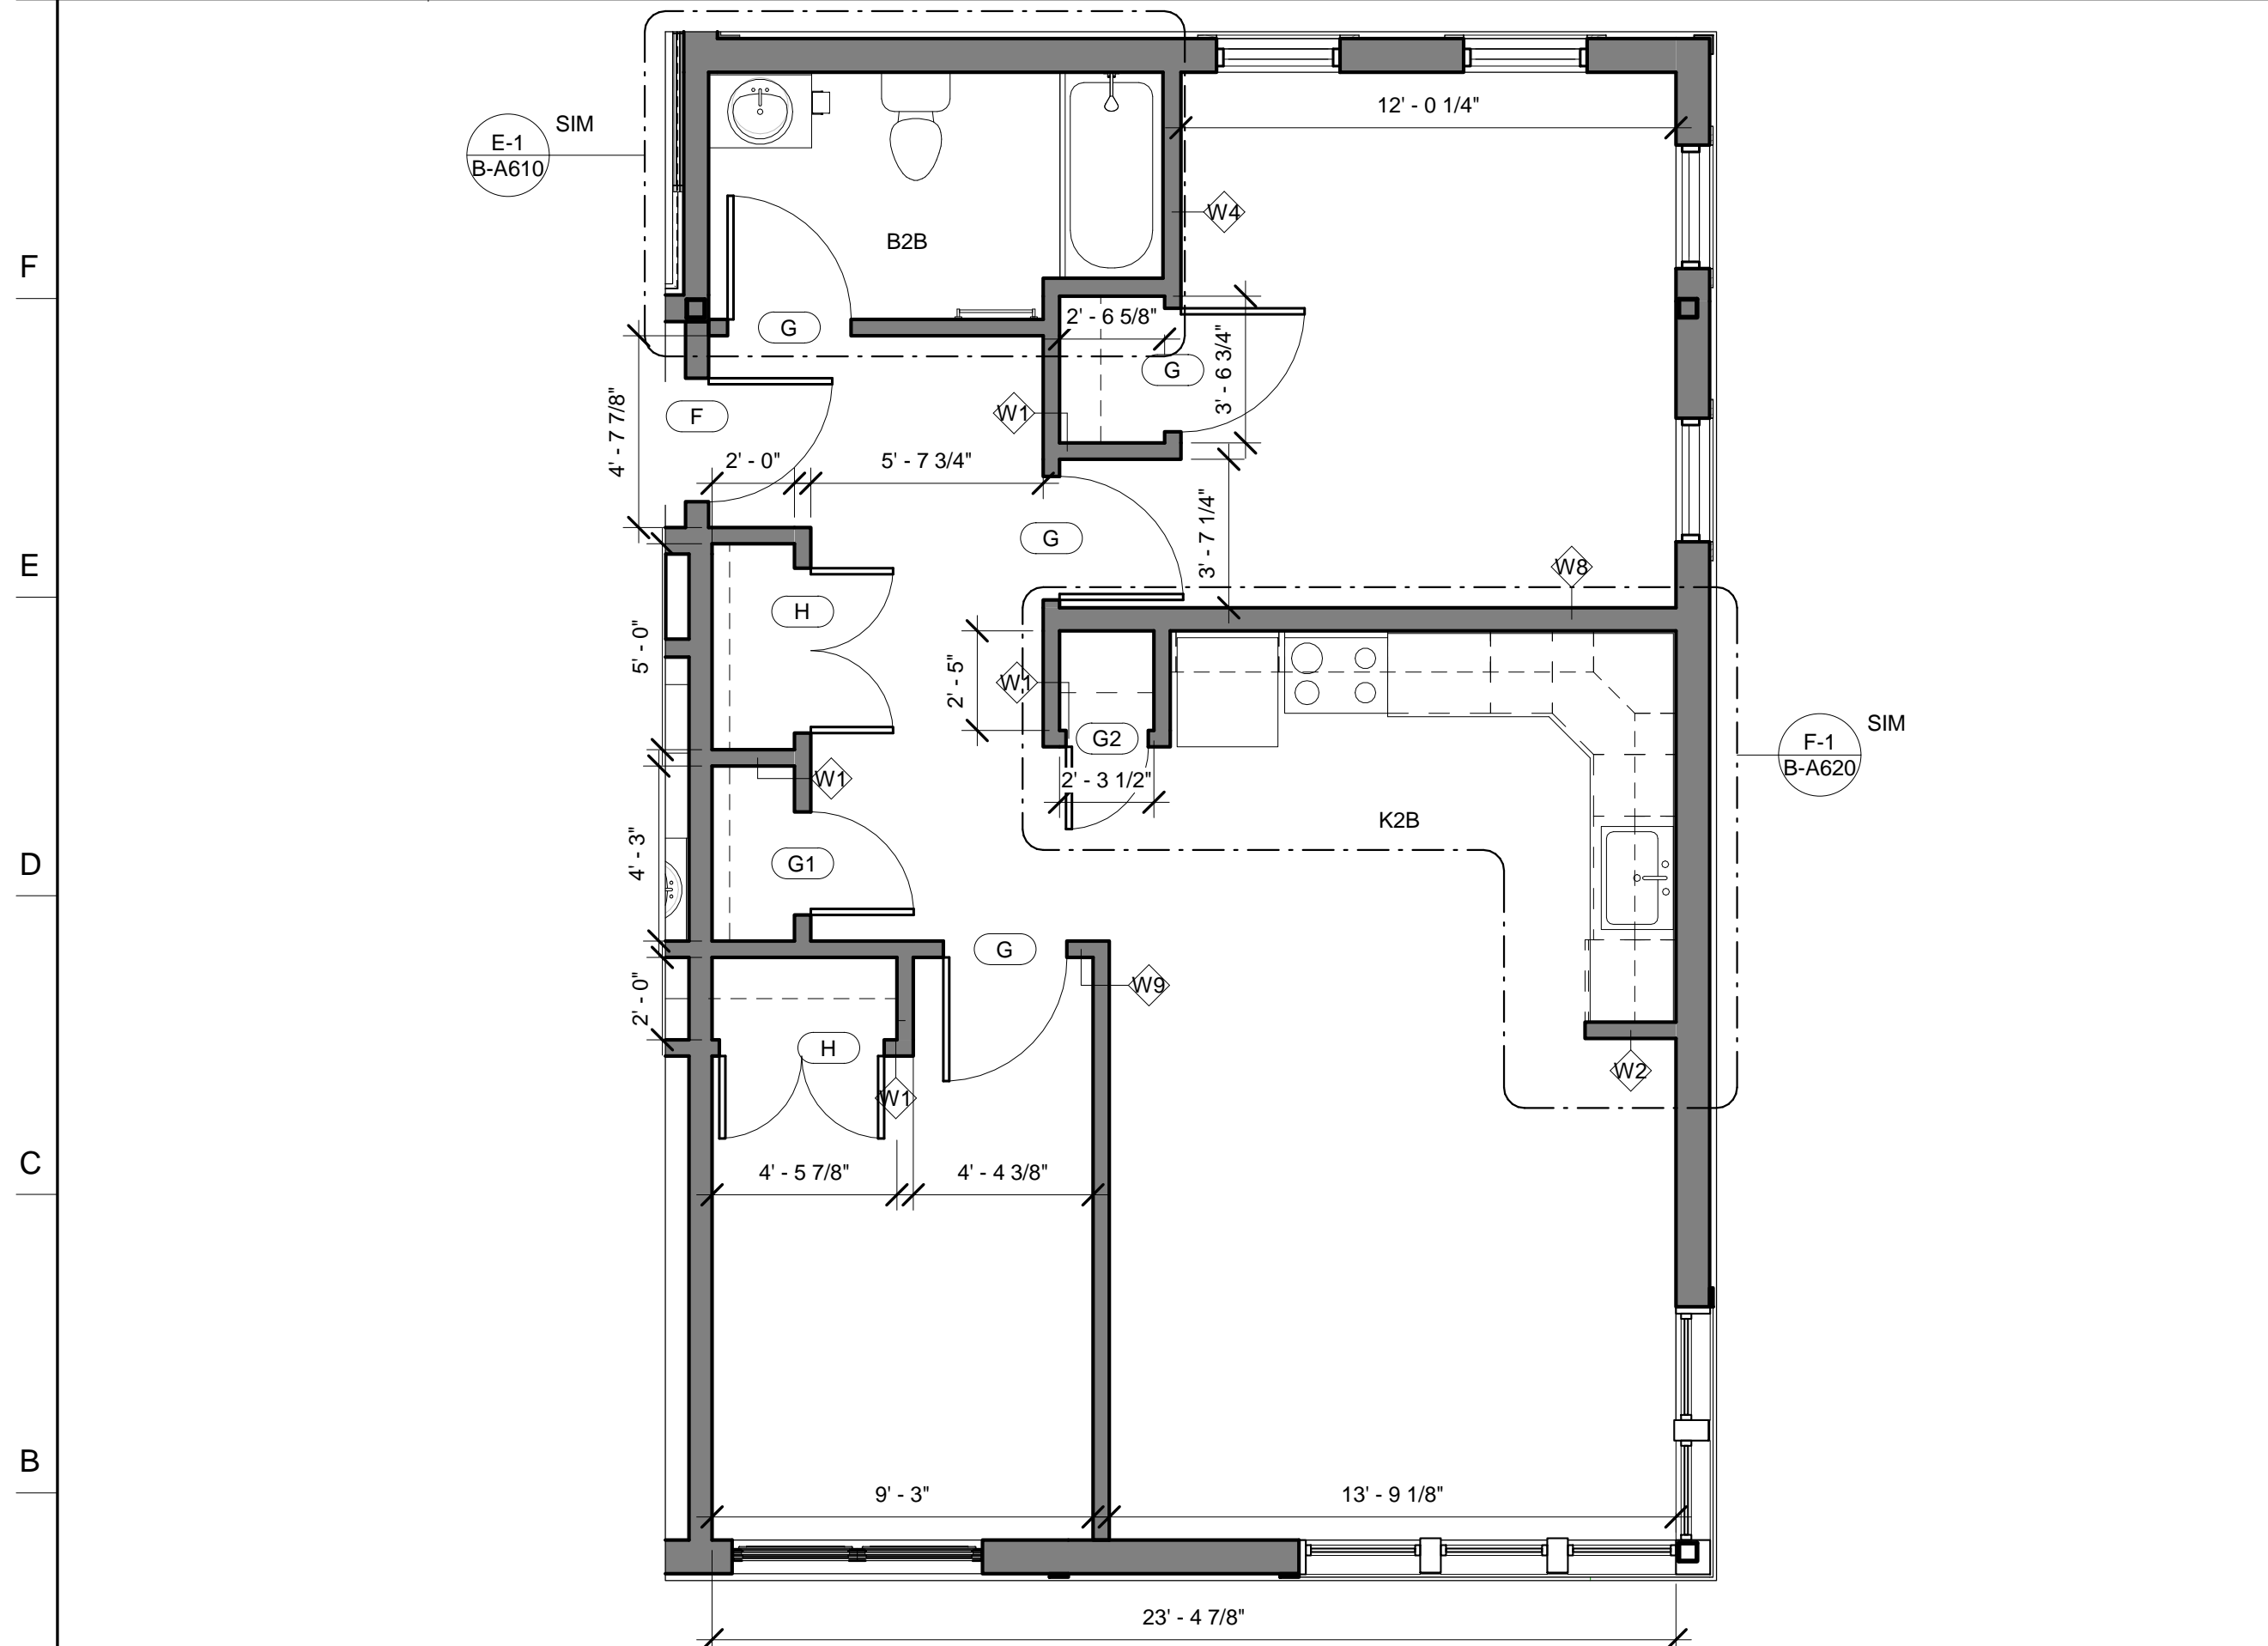 12' - 0 1/4"
SIM
E-1
B-A610
W4
B2B
F
2' - 6 5/8"
G
3' - 6 3/4"
G
W1
F
4' - 7 7/8"
2' - 0"
5' - 7 3/4"
3' - 7 1/4"
G
E
W8
H
5' - 0"
2' - 5"
W1
SIM
F-1
B-A620
G2
W1
2' - 3 1/2"
K2B
4' - 3"
D
G1
G
W9
2' - 0"
H
W2
W1
C
4' - 5 7/8"
4' - 4 3/8"
B
9' - 3"
13' - 9 1/8"
23' - 4 7/8"